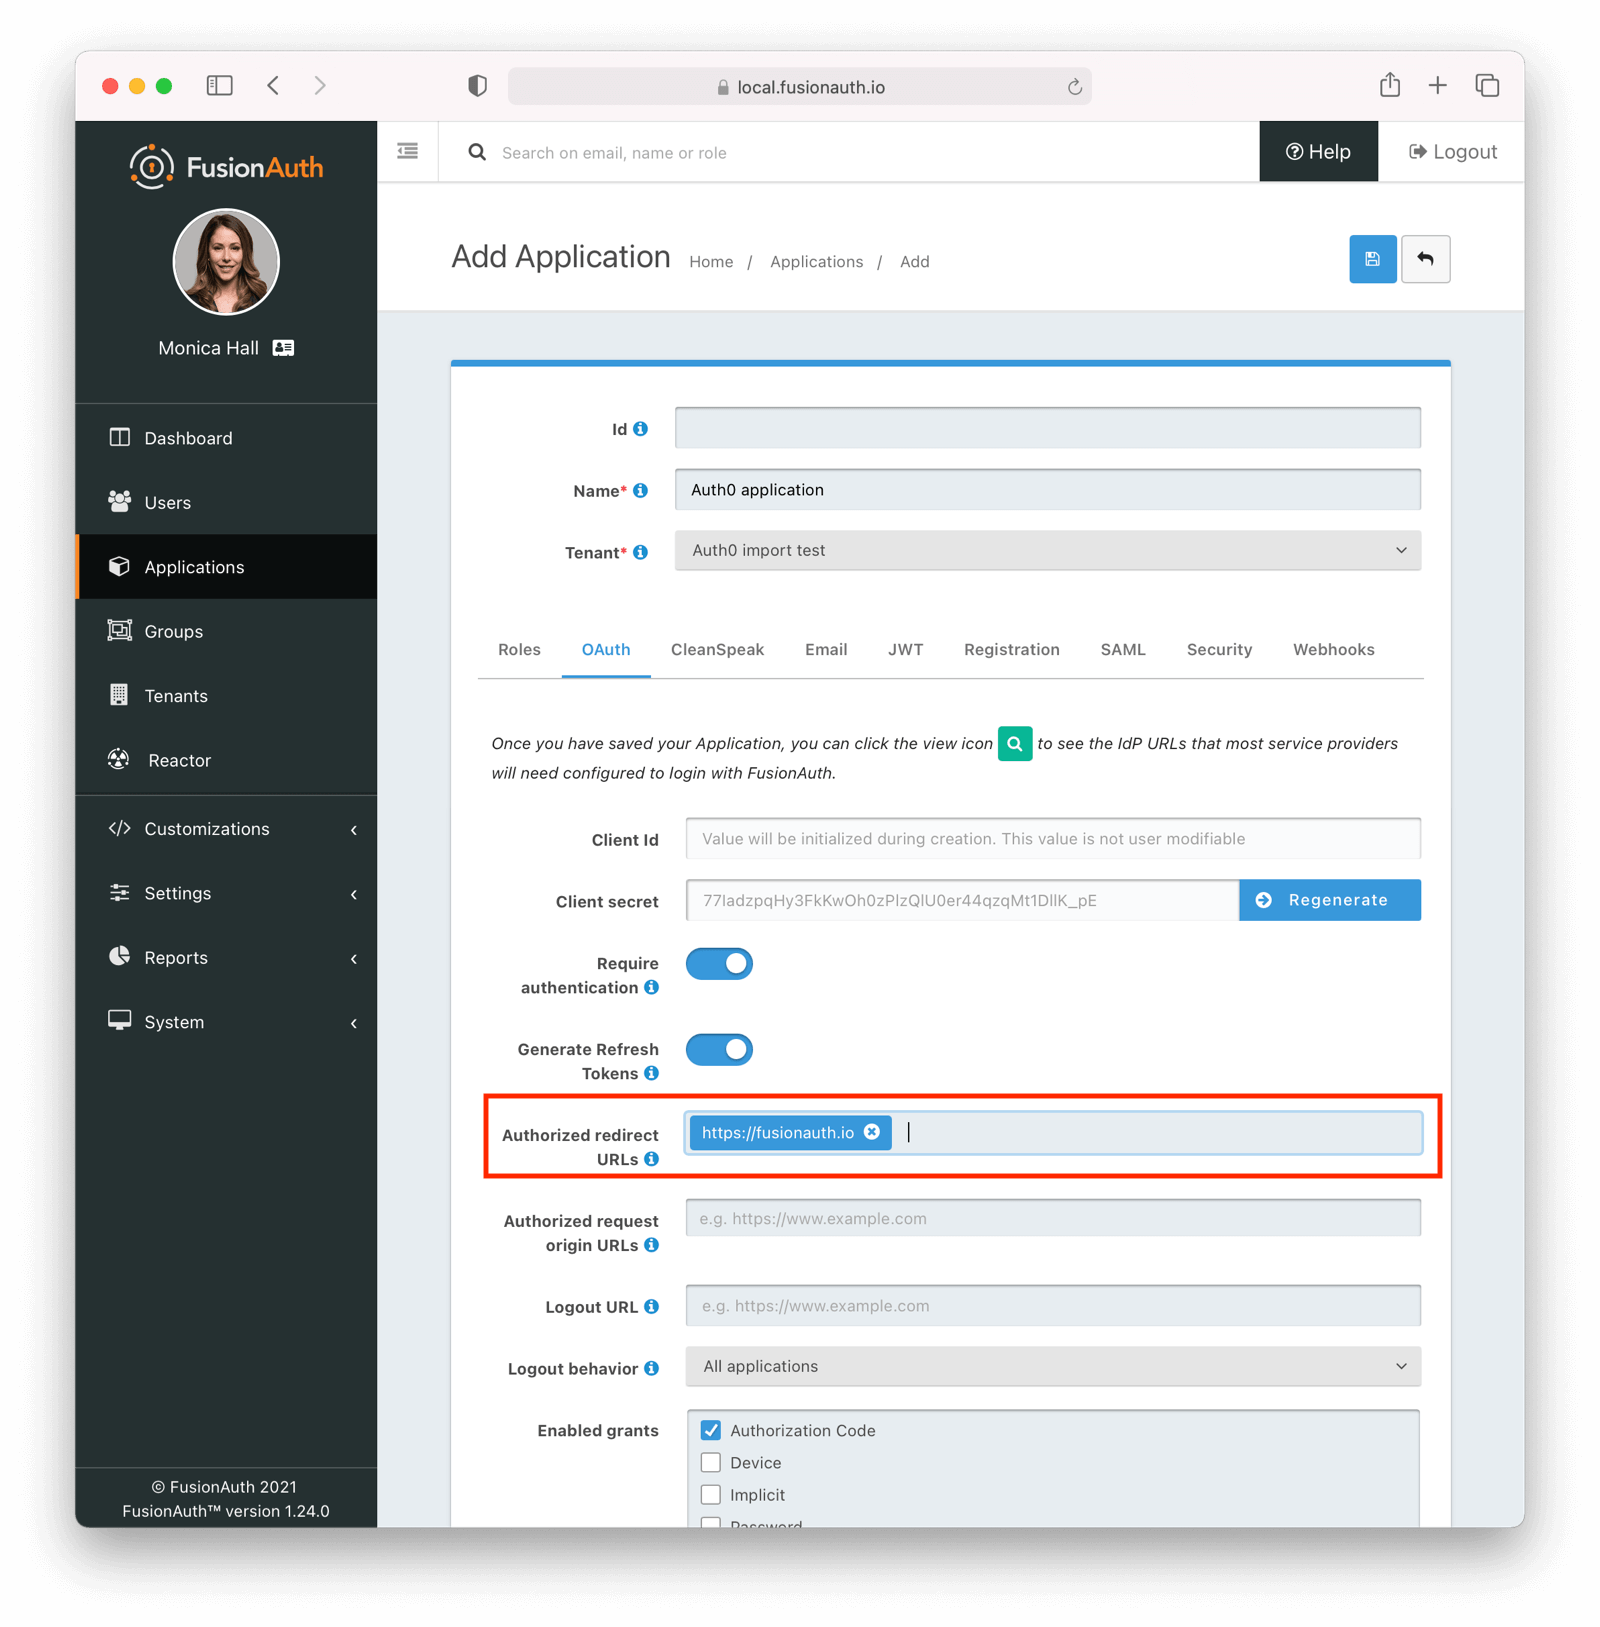 local.fusionauth.io
FusionAuth
Search on email, name or role
Help
Logout
Monica Hall
Add Application
Home / Applications / Add
Dashboard
Users
Applications
Groups
Tenants
Reactor
Customizations
Settings
Reports
System
© FusionAuth 2021
FusionAuth™ version 1.24.0
Id
Name* Auth0 application
Tenant* Auth0 import test
Roles OAuth CleanSpeak Email JWT Registration SAML Security Webhooks
Once you have saved your Application, you can click the view icon to see the IdP URLs that most service providers
will need configured to login with FusionAuth.
Client Id Value will be initialized during creation. This value is not user modifiable
Client secret Regenerate
Require
authentication
Generate Refresh
Tokens
Authorized redirect
URLs
https://fusionauth.io
Authorized request
origin URLs
e.g. https://www.example.com
Logout URL e.g. https://www.example.com
Logout behavior All applications
Enabled grants Authorization Code
Device
Implicit
Password